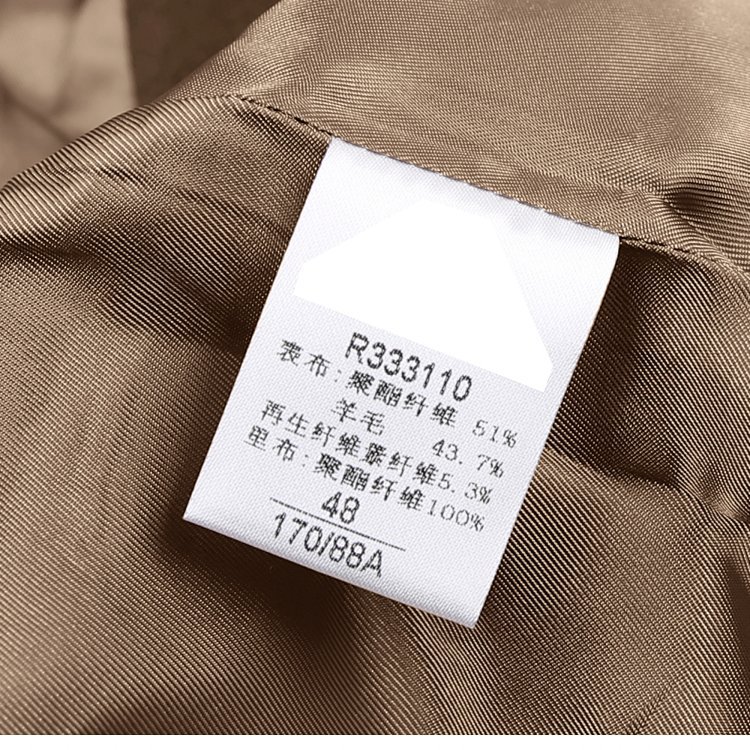 R333110
表布:聚酯纤维 51%
羊毛 43.7%
再生纤维纤维5.3%
里布:聚酯纤维100%
48
170/88A